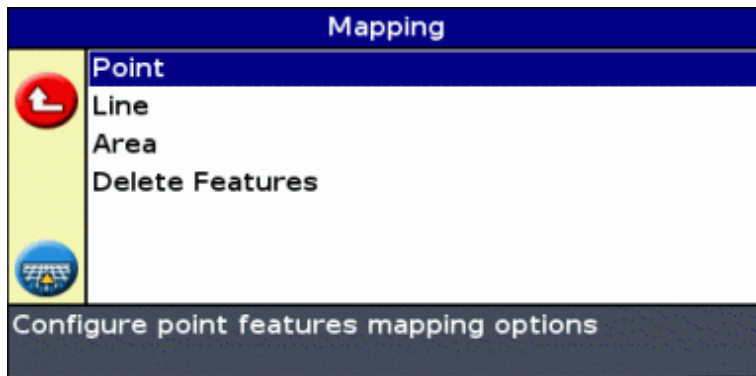 Mapping
Point
Line
Area
Delete Features
Configure point features mapping options